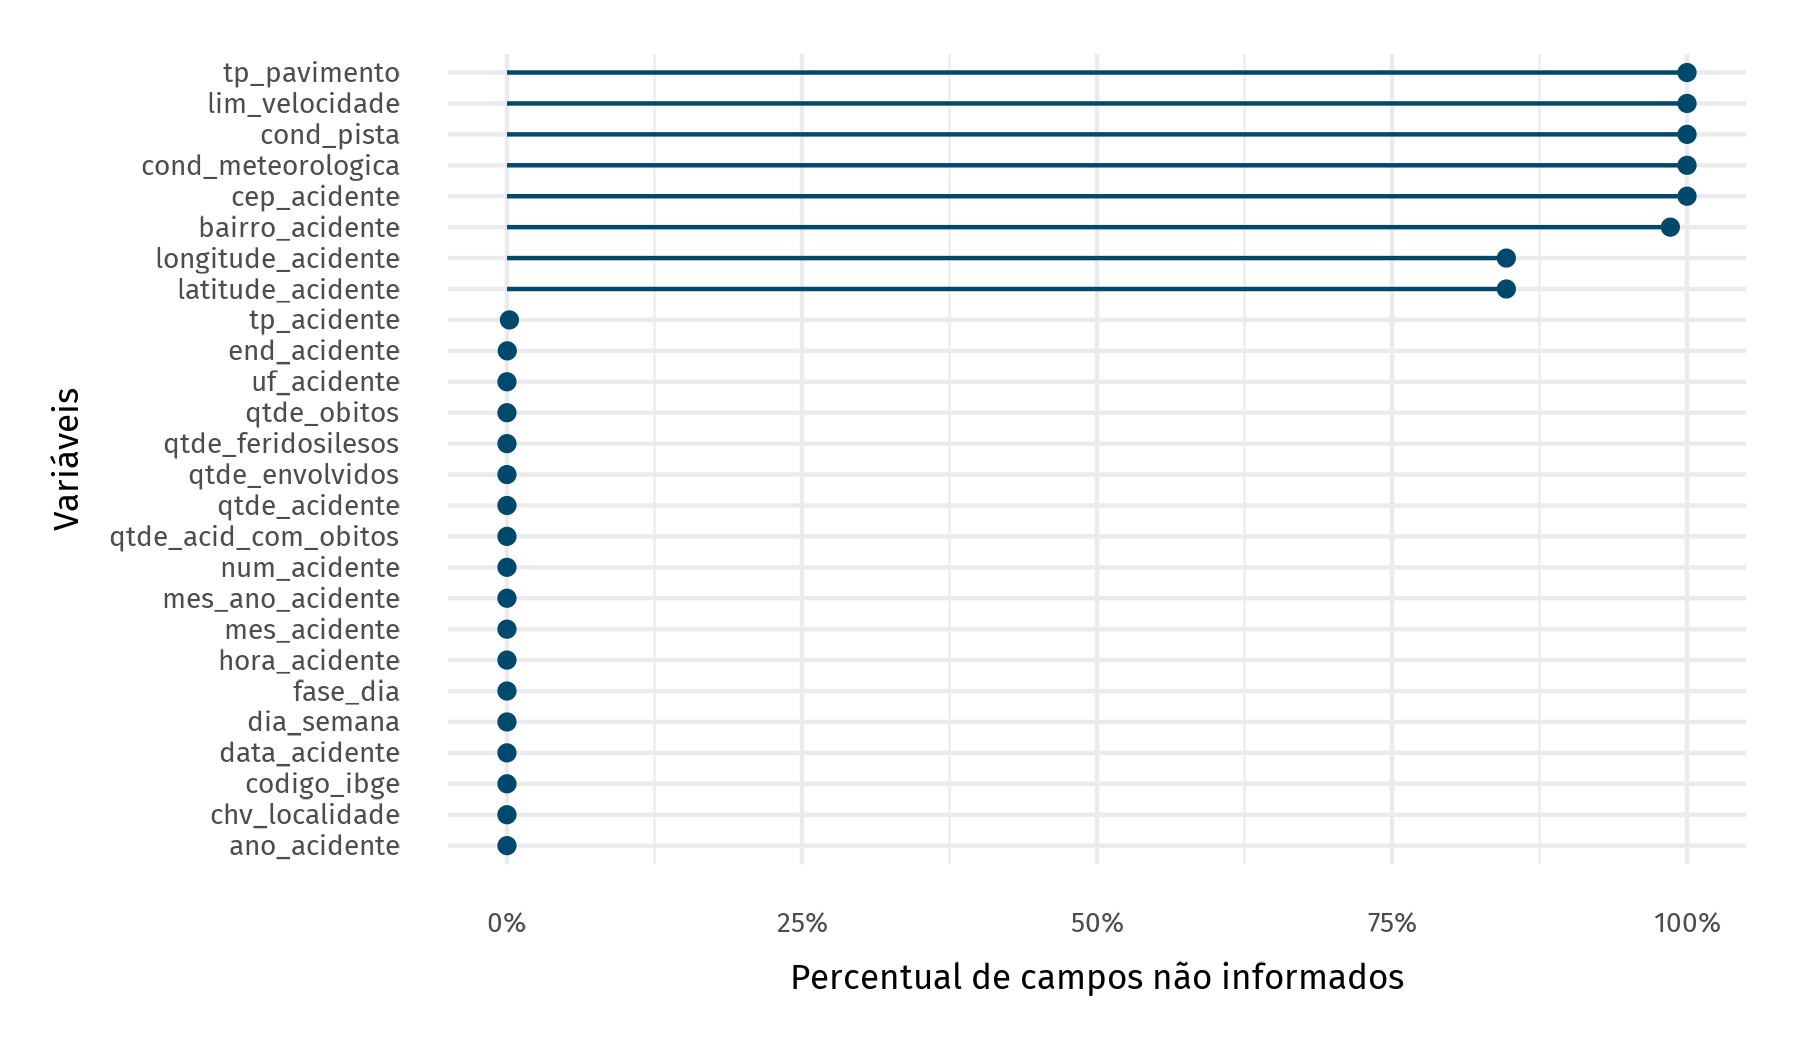 tp_pavimento
lim_velocidade
cond_pista
cond_meteorologica
cep_acidente
bairro_acidente
longitude_acidente
latitude_acidente
tp_acidente
end_acidente
uf_acidente
qtde_obitos
qtde_feridosilesos
qtde_envolvidos
qtde_acidente
qtde_acid_com_obitos
num_acidente
mes_ano_acidente
mes_acidente
hora_acidente
fase_dia
dia_semana
data_acidente
codigo_ibge
chv_localidade
ano_acidente
Variáveis
0% 25% 50% 75% 100%
Percentual de campos não informados